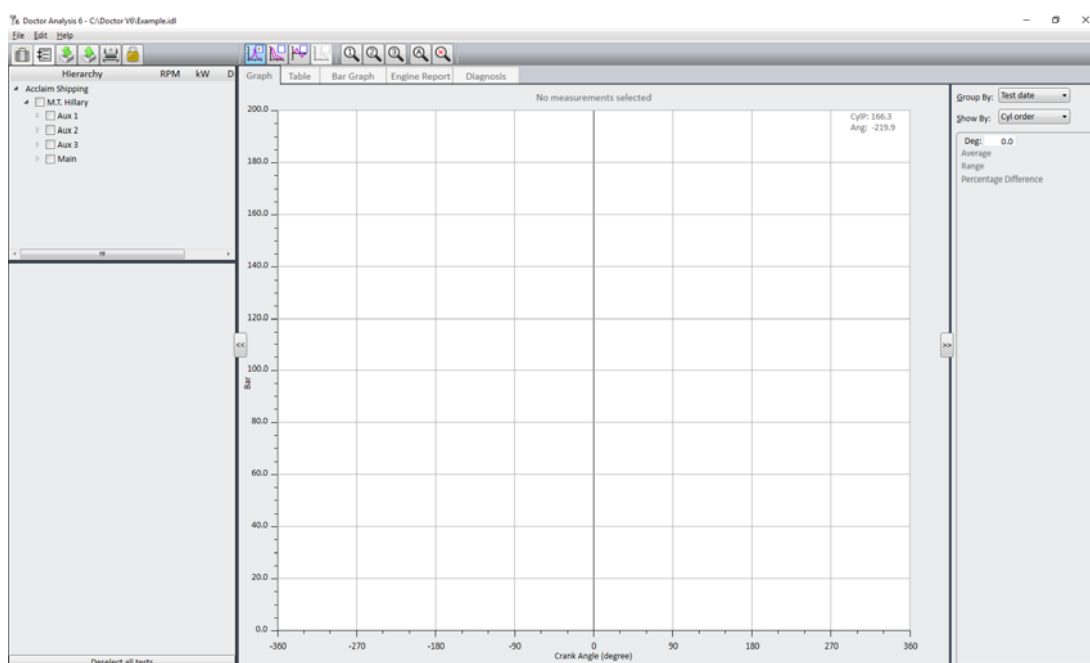 Doctor Analysis 6 - C:\Doctor V6\Example.idl
File Edit Help
1 2 3 A
Hierarchy RPM kW D
Graph Table Bar Graph Engine Report Diagnosis
Acclaim Shipping
M.T. Hillary
Aux 1
Aux 2
Aux 3
Main
No measurements selected
CylP: 166.3
Ang: -219.9
200.0
180.0
160.0
140.0
120.0
100.0
80.0
60.0
40.0
20.0
0.0
Bar
-360 -270 -180 -90 0 90 180 270 360
Crank Angle (degree)
<<
>>
Group By: Test date
Show By: Cyl order
Deg: 0.0
Average
Range
Percentage Difference
Deselect all tests